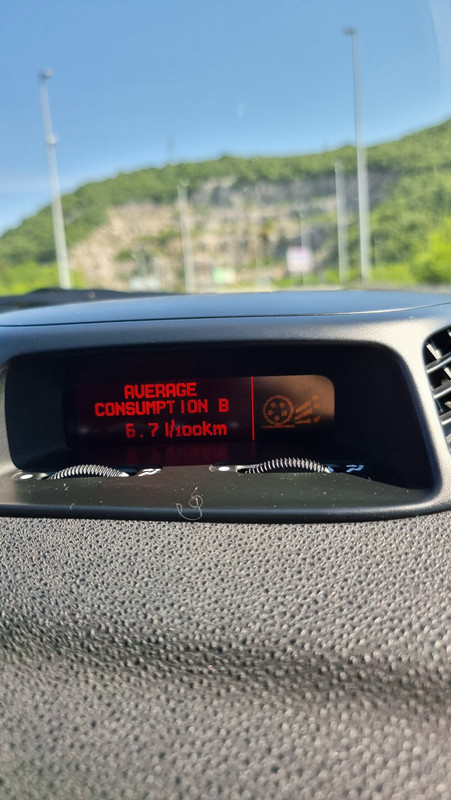 AVERAGE
CONSUMPTION B
6.7 l/100km